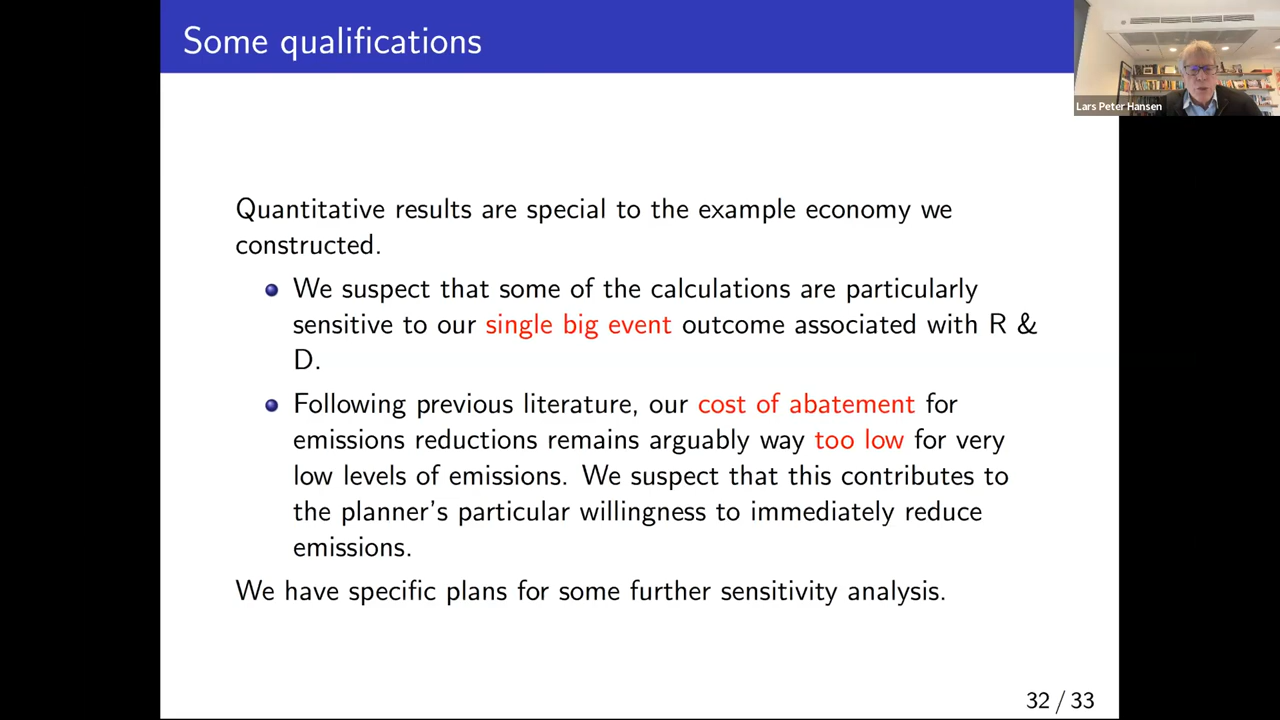 Some qualifications
Lars Peter Hansen
Quantitative results are special to the example economy we
constructed.
We suspect that some of the calculations are particularly
sensitive to our single big event outcome associated with R &
D.
Following previous literature, our cost of abatement for
emissions reductions remains arguably way too low for very
low levels of emissions. We suspect that this contributes to
the planner's particular willingness to immediately reduce
emissions.
We have specific plans for some further sensitivity analysis.
32 / 33